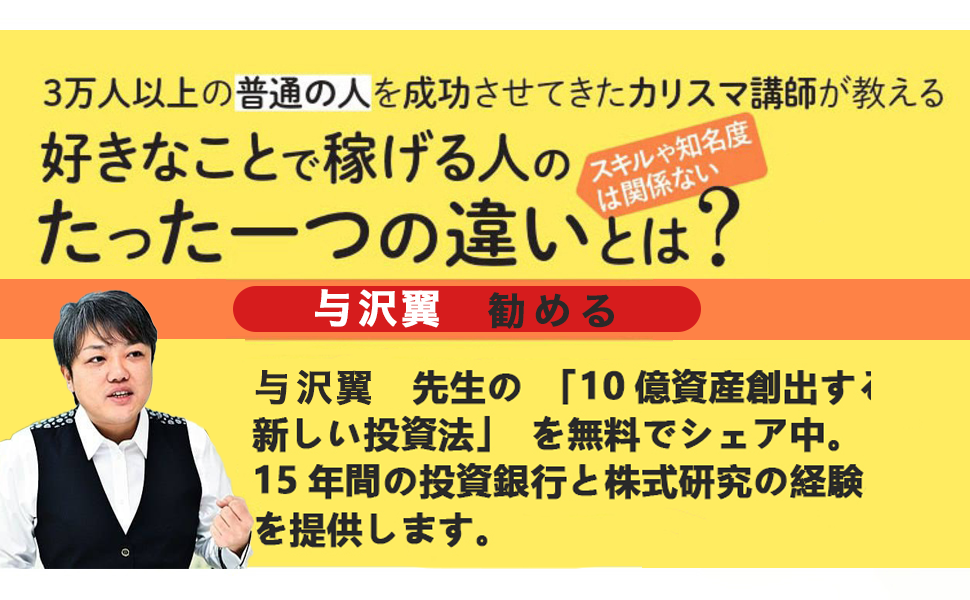 3万人以上の普通の人を成功させてきたカリスマ講師が教える
好きなことで稼げる人の
スキルや知名度
は関係ない
たった一つの違いとは?
与沢翼 勧める
与沢翼 先生の 「10億資産創出する
新しい投資法」 を無料でシェア中。
15年間の投資銀行と株式研究の経験
を提供します。